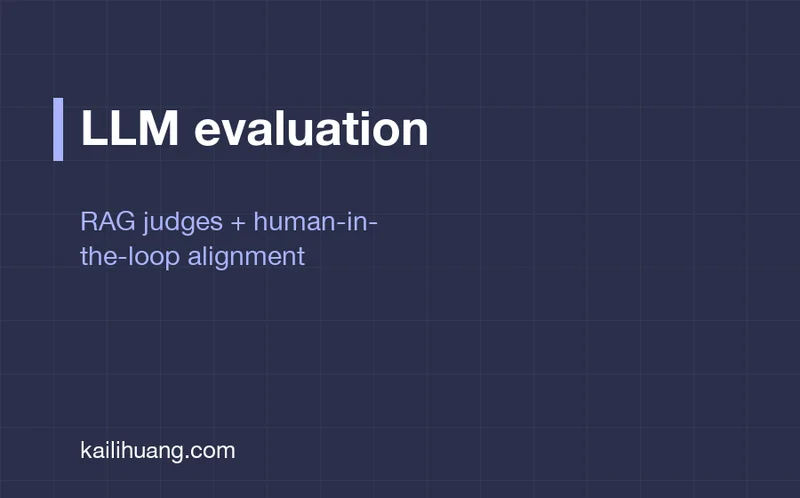 LLM evaluation
RAG judges + human-in-
the-loop alignment
kailihuang.com